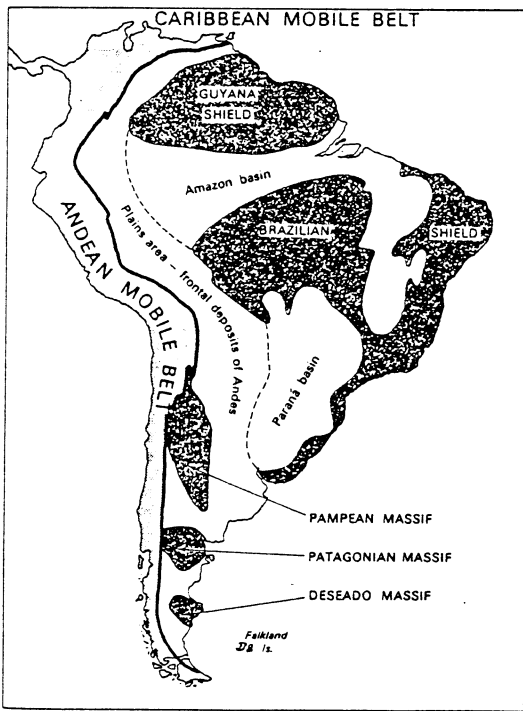 CARIBBEAN MOBILE BELT
GUYANA
SHIELD
Amazon basin
BRAZILIAN SHIELD
ANDEAN MOBILE BELT
Plains area – frontal deposits of Andes
Paraná basin
PAMPEAN MASSIF
PATAGONIAN MASSIF
DESEADO MASSIF
Falkland
Is.